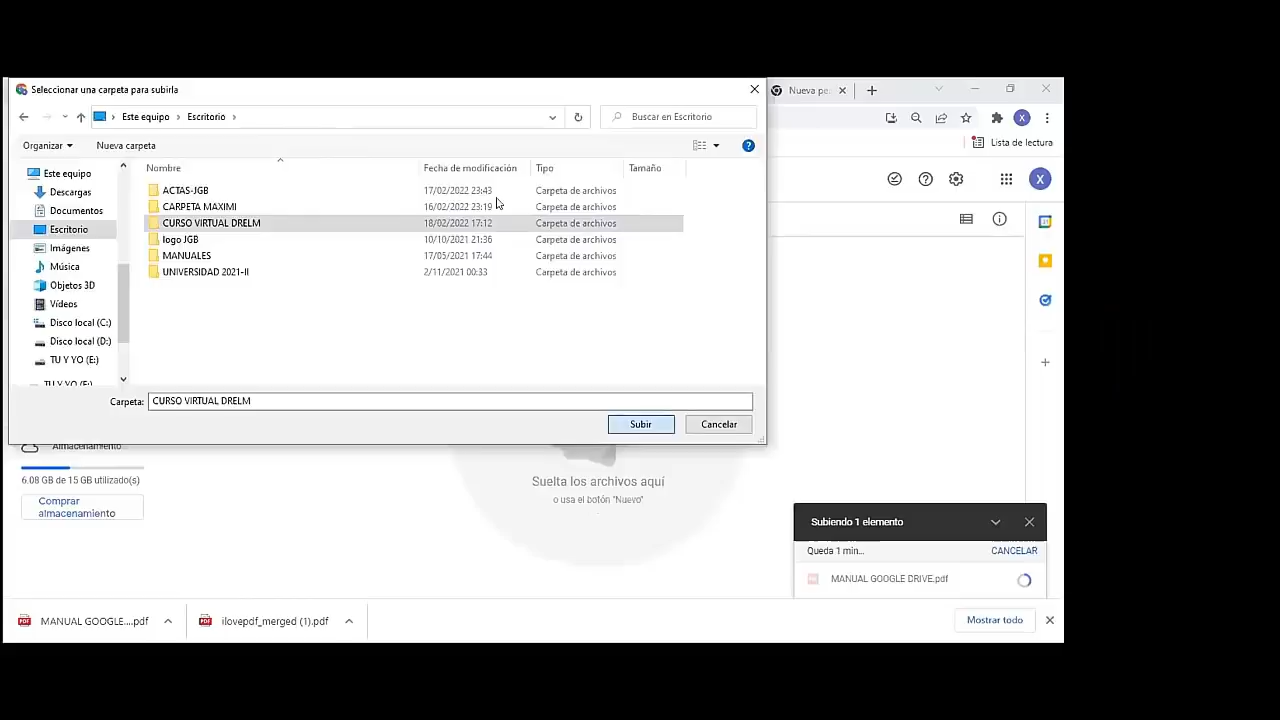 Seleccionar una carpeta para subirla
Nueva pe
Este equipo
Escritorio
Buscar en Escritorio
Organizar
Nueva carpeta
Lista de lectura
Nombre
Fecha de modificación
Tipo
Tamaño
Este equipo
Descargas
Documentos
Escritorio
Imágenes
Música
Objetos 3D
Vídeos
Disco local (C:)
Disco local (D:)
TU Y YO (E:)
TU Y YO (E:)
ACTAS-JGB 17/02/2022 23:43 Carpeta de archivos
CARPETA MAXIMI 16/02/2022 23:19 Carpeta de archivos
CURSO VIRTUAL DRELM 18/02/2022 17:12 Carpeta de archivos
logo JGB 10/10/2021 21:36 Carpeta de archivos
MANUALES 17/05/2021 17:44 Carpeta de archivos
UNIVERSIDAD 2021-II 2/11/2021 00:33 Carpeta de archivos
X
X
Carpeta: CURSO VIRTUAL DRELM
Subir
Cancelar
Almacenamiento
6.08 GB de 15 GB utilizado(s)
Comprar
almacenamiento
Suelta los archivos aquí
o usa el botón "Nuevo"
Subiendo 1 elemento
Queda 1 min...
CANCELAR
MANUAL GOOGLE DRIVE.pdf
MANUAL GOOGLE....pdf
ilovepdf_merged (1).pdf
Mostrar todo